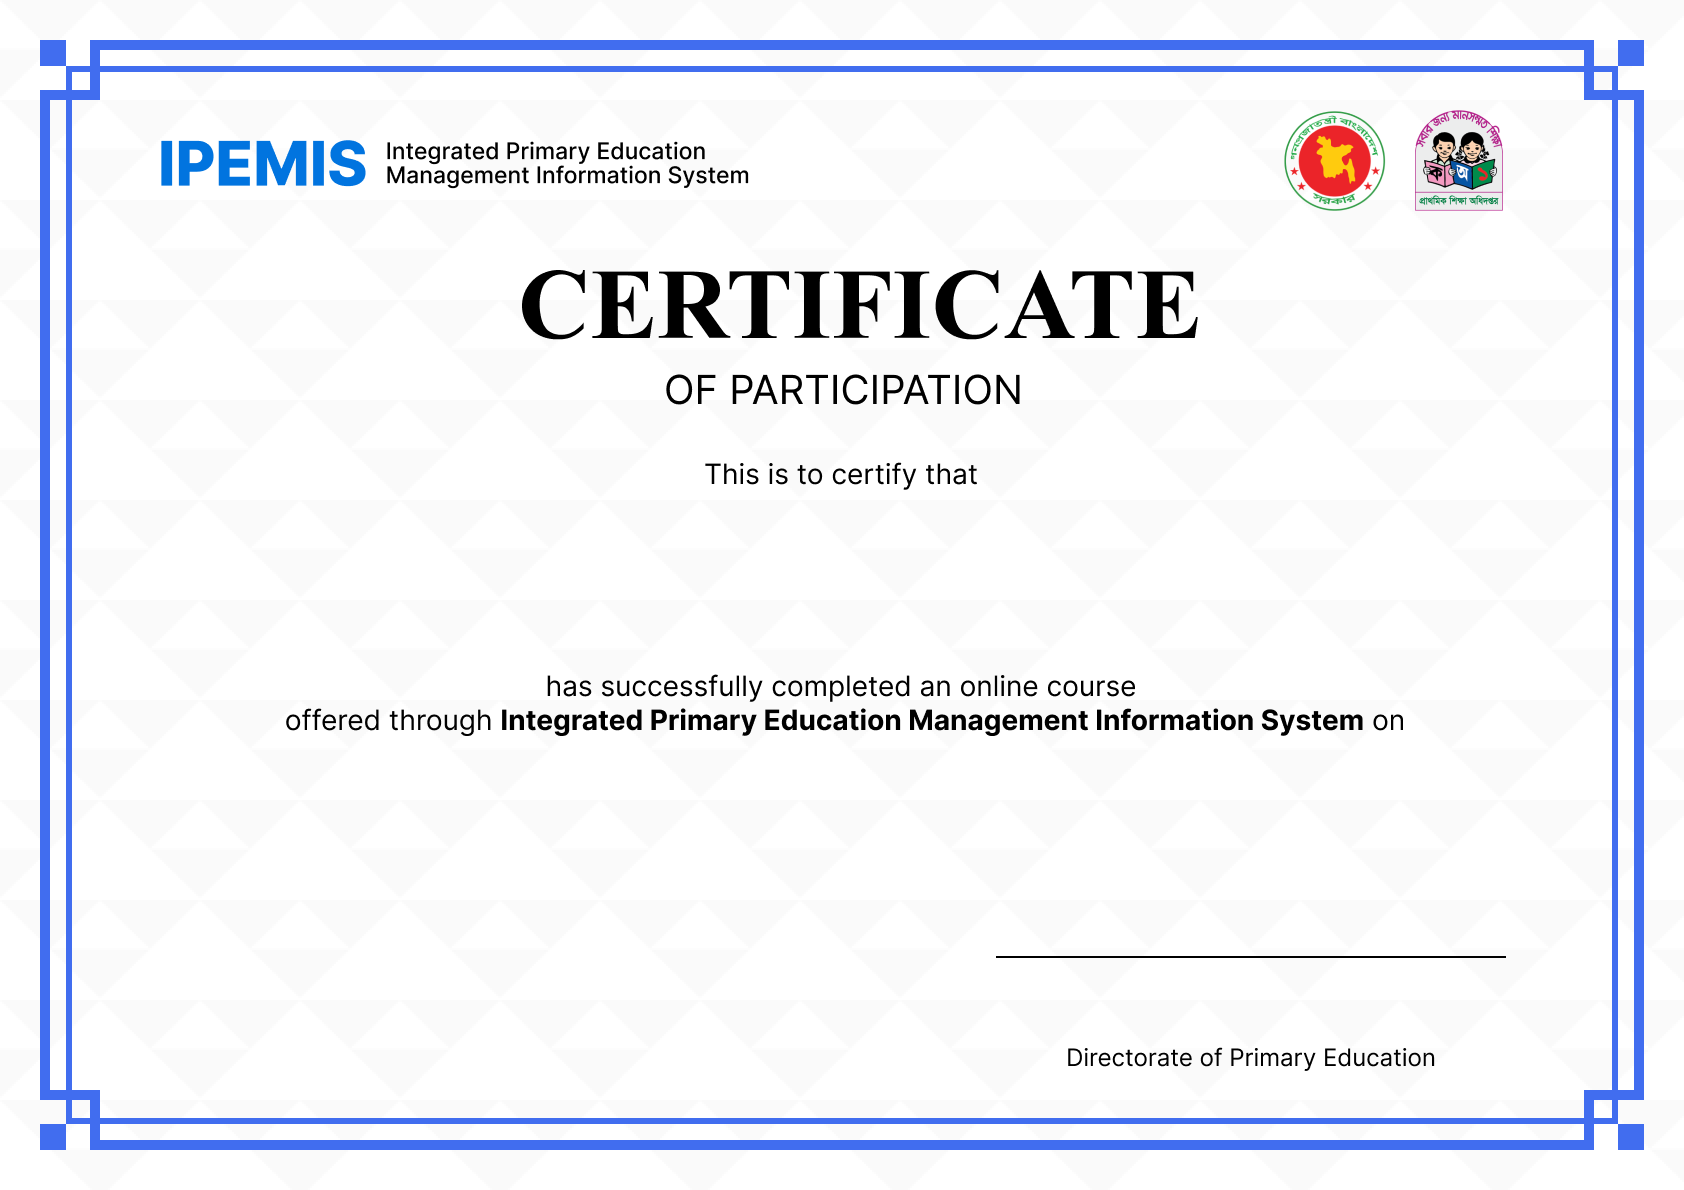 IPEMIS
Integrated Primary Education
Management Information System
গণপ্রজাতন্ত্রী বাংলাদেশ
সরকার
সবার জন্য মানসম্মত শিক্ষা
ক
অ
১
প্রাথমিক শিক্ষা অধিদপ্তর
CERTIFICATE
OF PARTICIPATION
This is to certify that
has successfully completed an online course
offered through Integrated Primary Education Management Information System on
Directorate of Primary Education